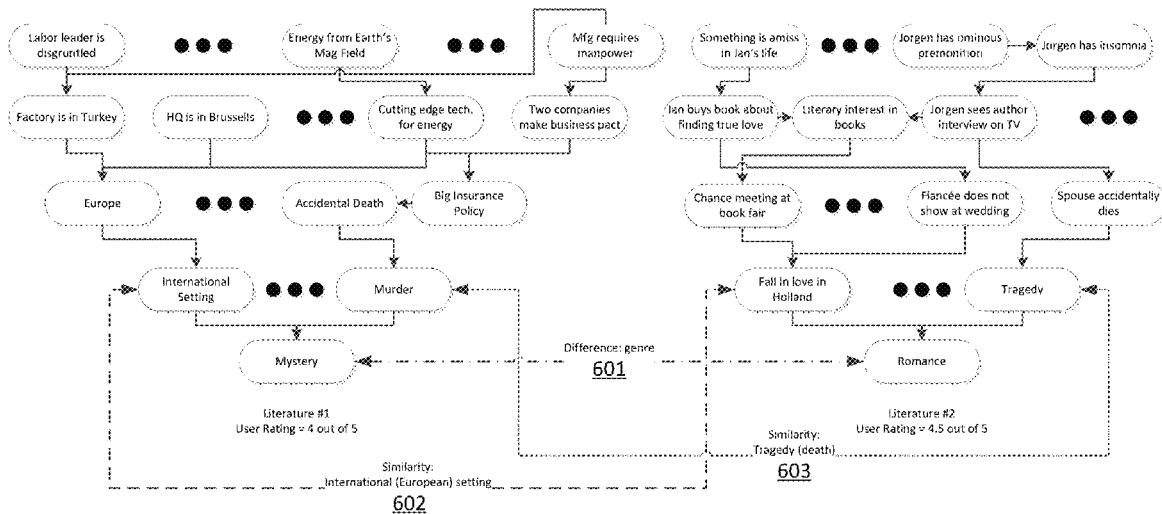 Labor leader is
disgruntled
Energy from Earth's
Mag Field
Mfg requires
manpower
Something is amiss
in Jan's life
Jorgen has ominous
premonition
Jorgen has insomnia
Factory is in Turkey
HQ is in Brussells
Cutting edge tech.
for energy
Two companies
make business pact
Jan buys book about
finding true love
Literary interest in
books
Jorgen sees author
interview on TV
Europe
Accidental Death
Big Insurance
Policy
Chance meeting at
book fair
Fiancée does not
show at wedding
Spouse accidentally
dies
International
Setting
Murder
Fall in love in
Holland
Tragedy
Mystery
Difference: genre
601
Romance
Literature #1
User Rating = 4 out of 5
Literature #2
User Rating = 4.5 out of 5
Similarity:
Tragedy (death)
603
Similarity:
International (European) setting
602